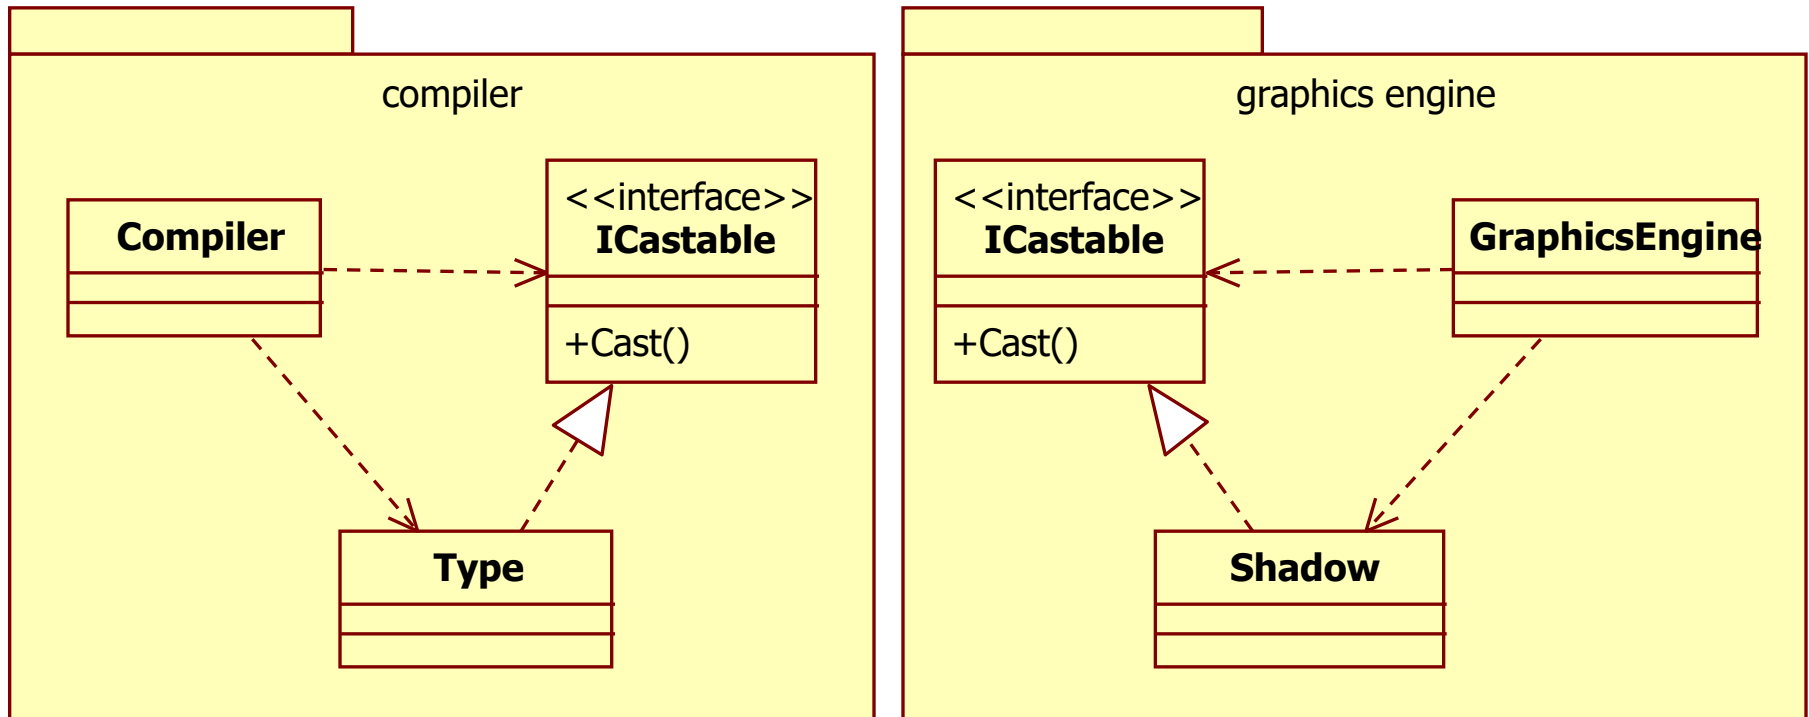 compiler
Compiler
<<interface>>
ICastable
+Cast()
Type
graphics engine
<<interface>>
ICastable
+Cast()
GraphicsEngine
Shadow